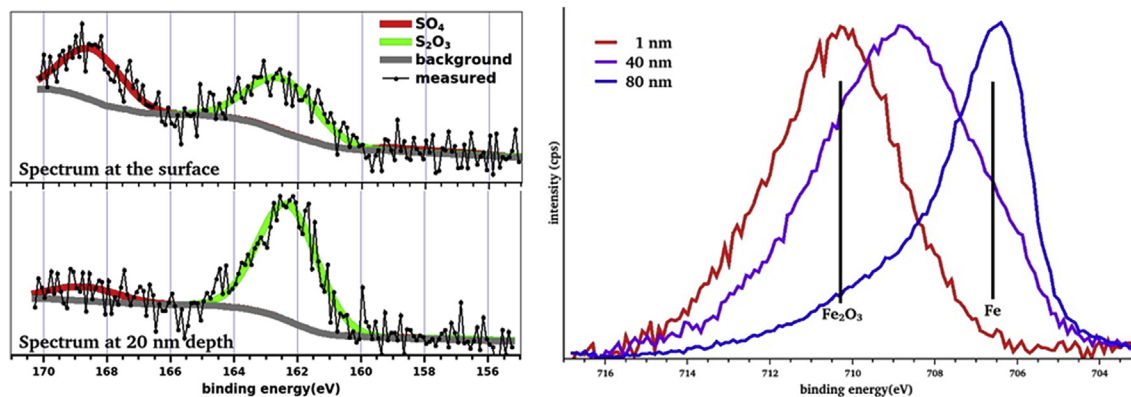 SO₄
S₂O₃
background
measured
Spectrum at the surface
Spectrum at 20 nm depth
170 168 166 164 162 160 158 156
binding energy(eV)
1 nm
40 nm
80 nm
intensity (cps)
Fe₂O₃
Fe
716 714 712 710 708 706 704
binding energy(eV)